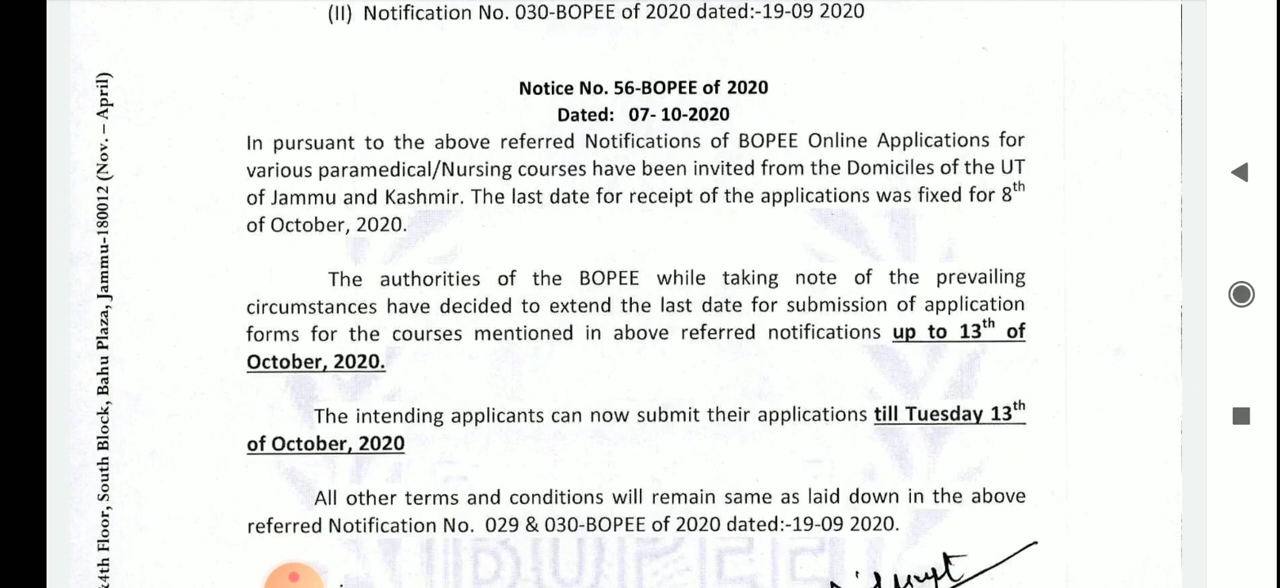 (II) Notification No. 030-BOPEE of 2020 dated:-19-09 2020
Notice No. 56-BOPEE of 2020
Dated: 07- 10-2020
In pursuant to the above referred Notifications of BOPEE Online Applications for
various paramedical/Nursing courses have been invited from the Domiciles of the UT
of Jammu and Kashmir. The last date for receipt of the applications was fixed for 8th
of October, 2020.
The authorities of the BOPEE while taking note of the prevailing
circumstances have decided to extend the last date for submission of application
forms for the courses mentioned in above referred notifications up to 13th of
October, 2020.
The intending applicants can now submit their applications till Tuesday 13th
of October, 2020
All other terms and conditions will remain same as laid down in the above
referred Notification No. 029 & 030-BOPEE of 2020 dated:-19-09 2020.
4th Floor, South Block, Bahu Plaza, Jammu-180012 (Nov. – April)
BOPEE